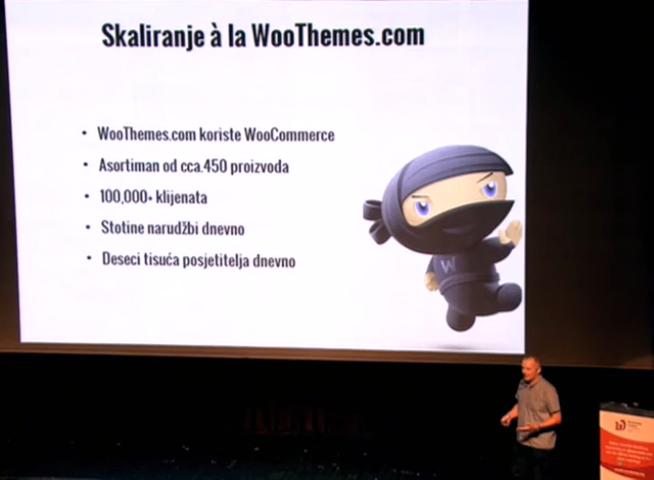 Skaliranje à la WooThemes.com
• WooThemes.com koriste WooCommerce
• Asortiman od cca.450 proizvoda
• 100,000+ klijenata
• Stotine narudžbi dnevno
• Deseci tisuća posjetitelja dnevno
W